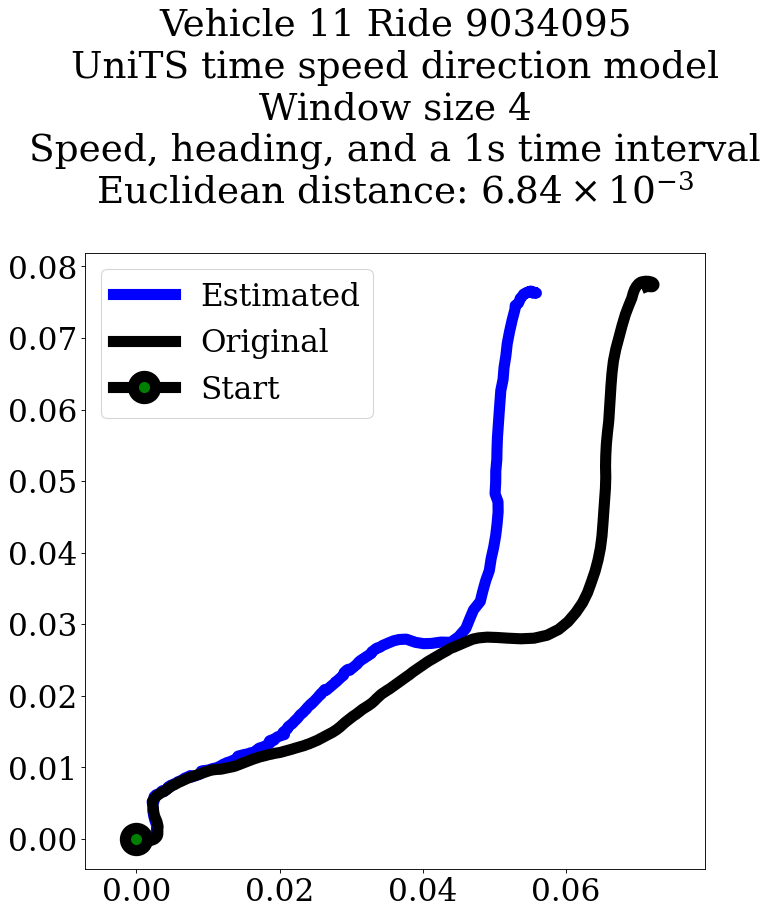 Vehicle 11 Ride 9034095
UniTS time speed direction model
Window size 4
Speed, heading, and a 1s time interval
Euclidean distance: 6.84 × 10⁻³
Estimated
Original
Start
0.08
0.07
0.06
0.05
0.04
0.03
0.02
0.01
0.00
0.00 0.02 0.04 0.06